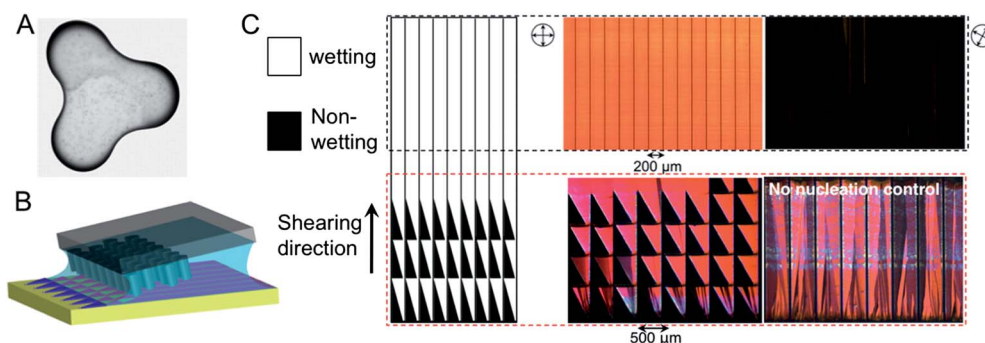 A
B
C
wetting
Non-
wetting
Shearing
direction
200 µm
No nucleation control
500 µm